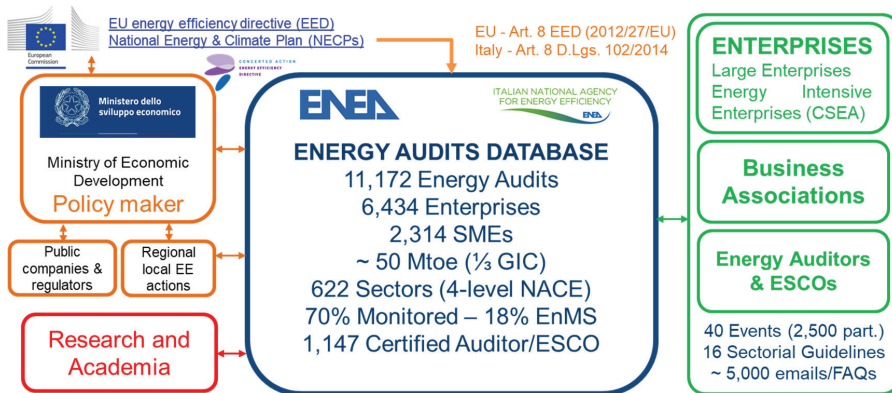 EU energy efficiency directive (EED)
National Energy & Climate Plan (NECPs)
European
Commission
CONCERTED ACTION
ENERGY EFFICIENCY
DIRECTIVE
EU - Art. 8 EED (2012/27/EU)
Italy - Art. 8 D.Lgs. 102/2014
Ministero dello
sviluppo economico
Ministry of Economic
Development
Policy maker
Public
companies &
regulators
Regional
local EE
actions
Research and
Academia
ENEA
ITALIAN NATIONAL AGENCY
FOR ENERGY EFFICIENCY
ENEA
ENERGY AUDITS DATABASE
11,172 Energy Audits
6,434 Enterprises
2,314 SMEs
~ 50 Mtoe (⅓ GIC)
622 Sectors (4-level NACE)
70% Monitored – 18% EnMS
1,147 Certified Auditor/ESCO
ENTERPRISES
Large Enterprises
Energy Intensive
Enterprises (CSEA)
Business
Associations
Energy Auditors
& ESCOs
40 Events (2,500 part.)
16 Sectorial Guidelines
~ 5,000 emails/FAQs